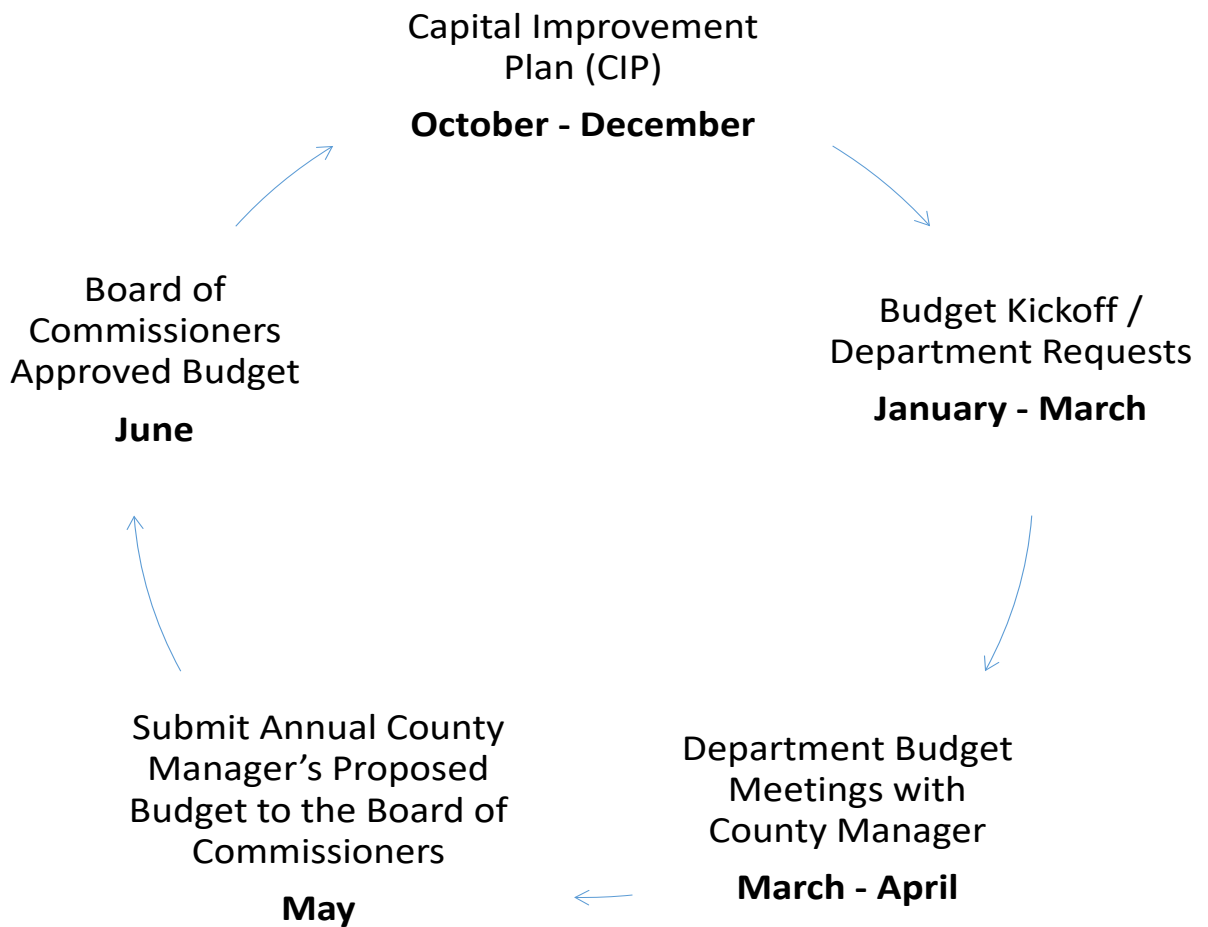 Capital Improvement
Plan (CIP)
October - December
Budget Kickoff /
Department Requests
January - March
Department Budget
Meetings with
County Manager
March - April
Submit Annual County
Manager’s Proposed
Budget to the Board of
Commissioners
May
Board of
Commissioners
Approved Budget
June